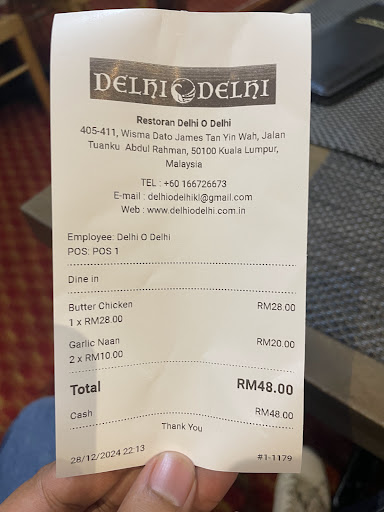 DELHI DELHI
Restoran Delhi O Delhi
405-411, Wisma Dato James Tan Yin Wah, Jalan
Tuanku Abdul Rahman, 50100 Kuala Lumpur,
Malaysia
TEL : +60 166726673
E-mail : delhiodelhikl@gmail.com
Web : www.delhiodelhi.com.in
Employee: Delhi O Delhi
POS: POS 1
Dine in
Butter Chicken RM28.00
1 x RM28.00
Garlic Naan RM20.00
2 x RM10.00
Total RM48.00
Cash RM48.00
Thank You
28/12/2024 22:13 #1-1179